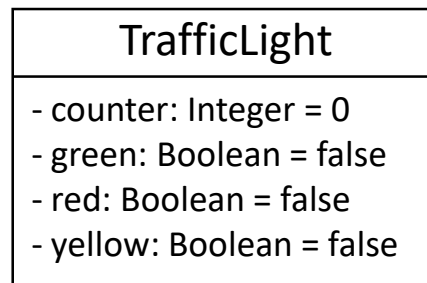 TrafficLight
- counter: Integer = 0
- green: Boolean = false
- red: Boolean = false
- yellow: Boolean = false